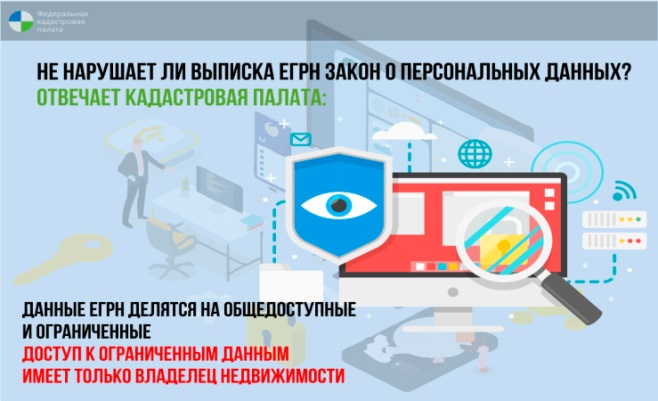 Федеральная
кадастровая
палата
НЕ НАРУШАЕТ ЛИ ВЫПИСКА ЕГРН ЗАКОН О ПЕРСОНАЛЬНЫХ ДАННЫХ?
ОТВЕЧАЕТ КАДАСТРОВАЯ ПАЛАТА:
ДАННЫЕ ЕГРН ДЕЛЯТСЯ НА ОБЩЕДОСТУПНЫЕ
И ОГРАНИЧЕННЫЕ
ДОСТУП К ОГРАНИЧЕННЫМ ДАННЫМ
ИМЕЕТ ТОЛЬКО ВЛАДЕЛЕЦ НЕДВИЖИМОСТИ